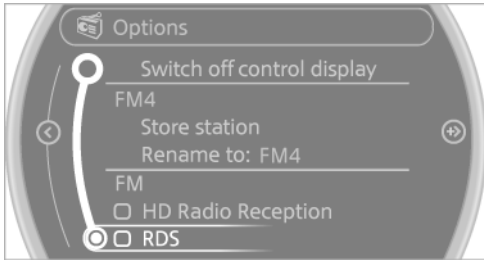 Options
Switch off control display
FM4
Store station
Rename to: FM4
FM
HD Radio Reception
RDS